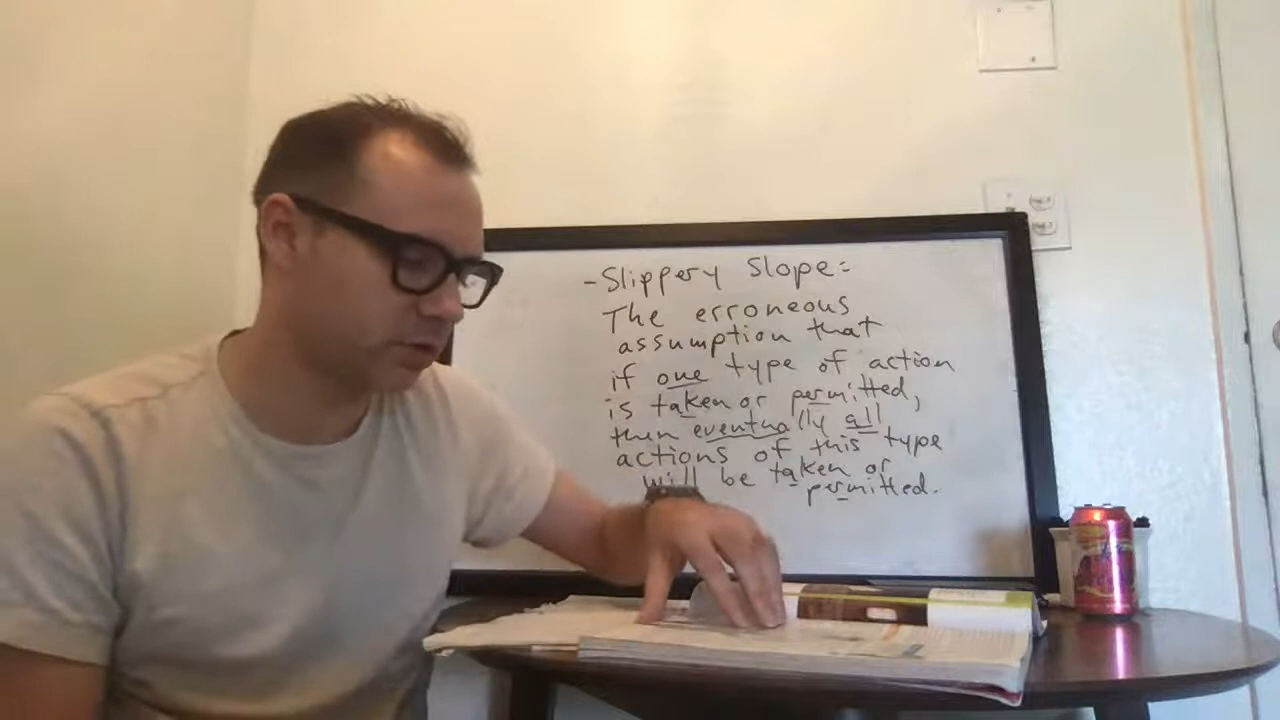 - Slippery Slope:
The erroneous
assumption that
if one type of action
is taken or permitted,
then eventually all
actions of this type
will be taken or
permitted.